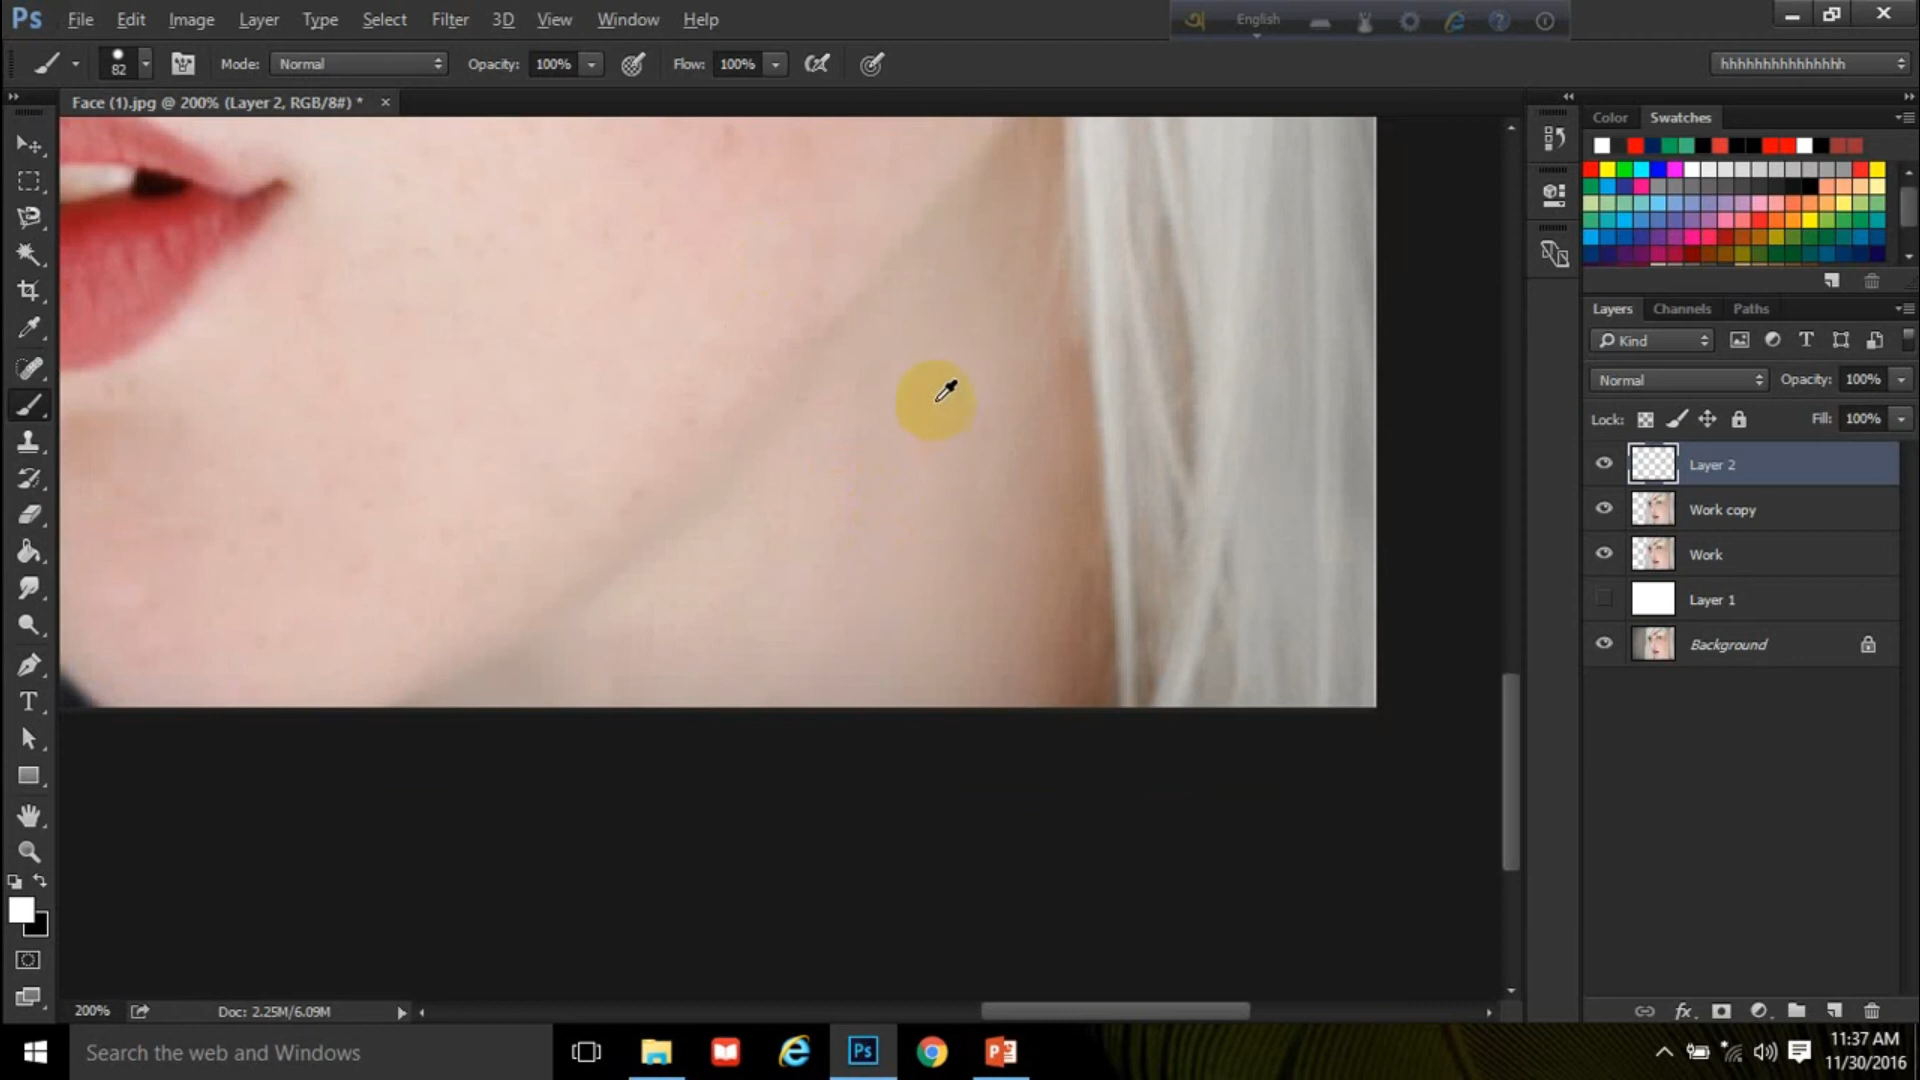 Ps File Edit Image Layer Type Select Filter 3D View Window Help
অ English
82 Mode: Normal Opacity: 100% Flow: 100% hhhhhhhhhhhhhhh
Face (1).jpg @ 200% (Layer 2, RGB/8#) * ×
Color Swatches
Layers Channels Paths
Kind
Normal Opacity: 100%
Lock: Fill: 100%
Layer 2
Work copy
Work
Layer 1
Background
200% Doc: 2.25M/6.09M
Search the web and Windows
Ps
11:37 AM
11/30/2016